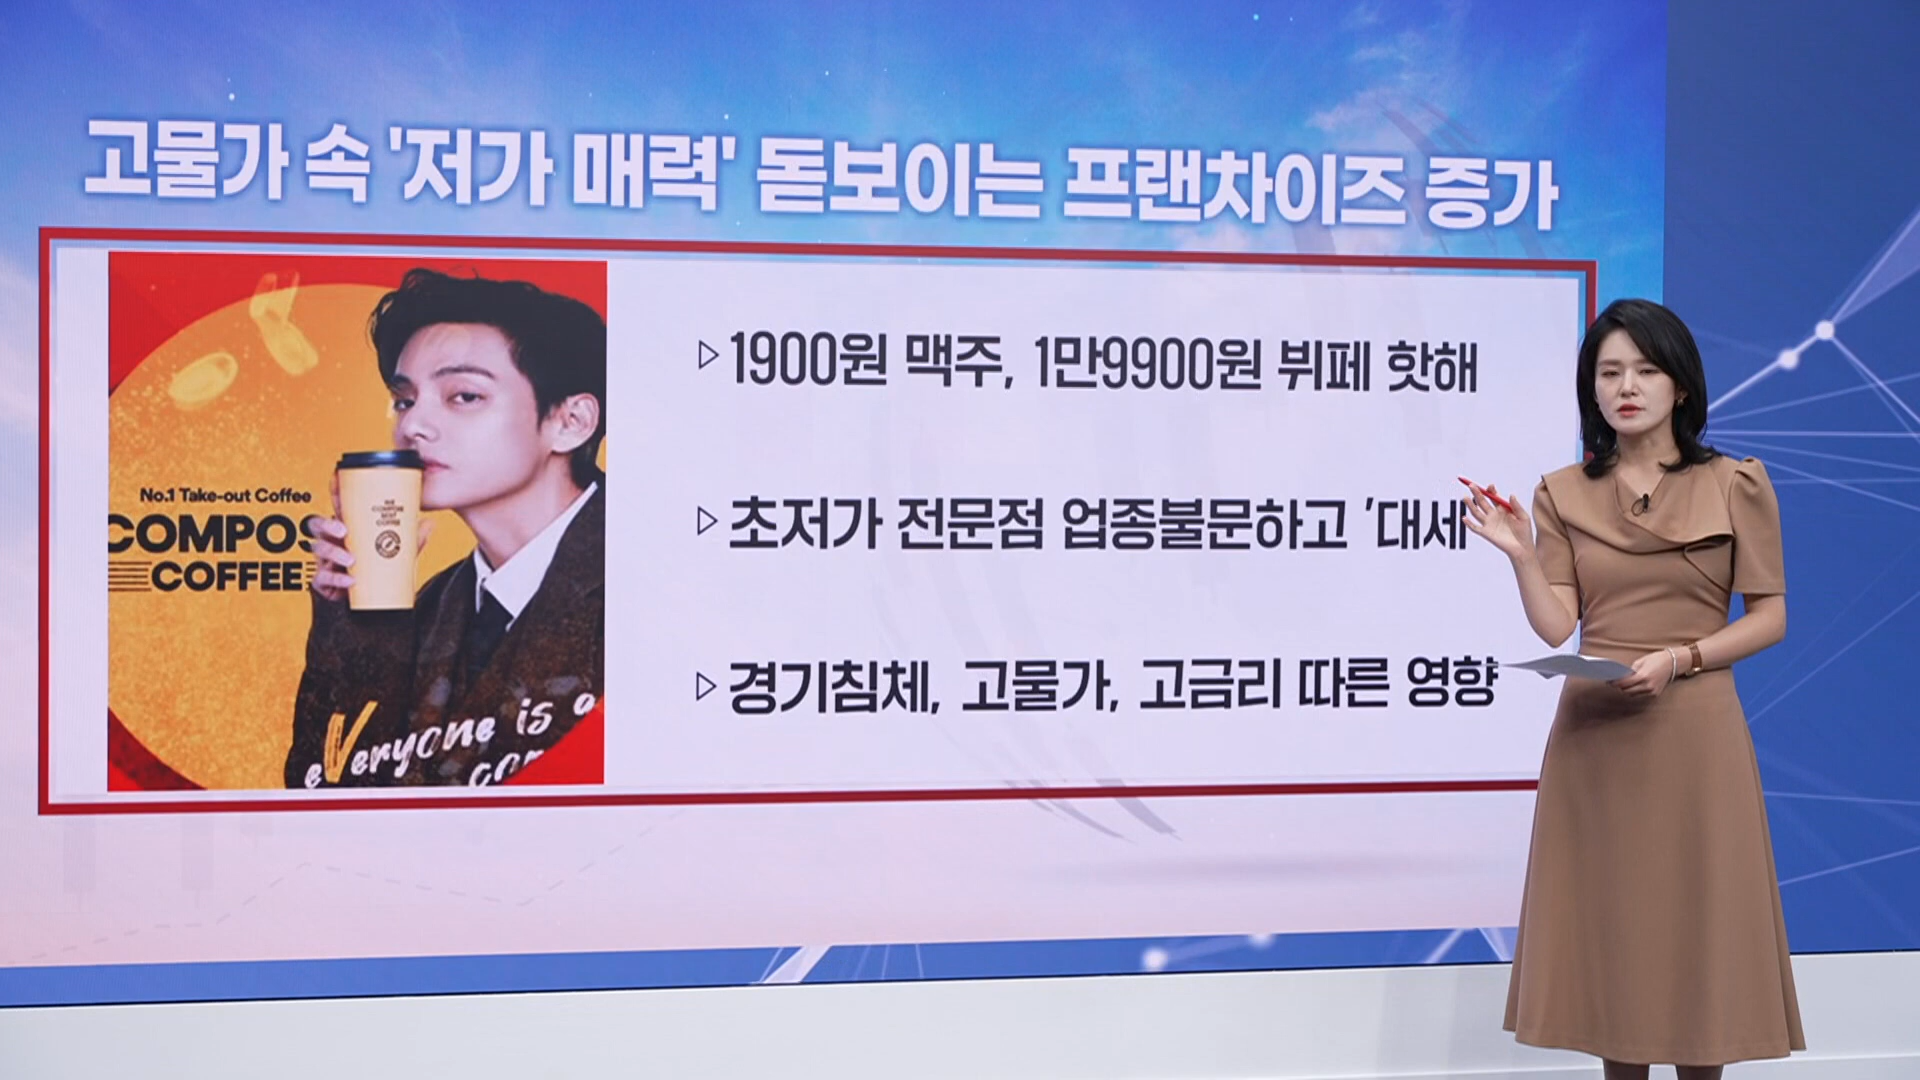 고물가 속 '저가 매력' 돋보이는 프랜차이즈 증가
▷1900원 맥주, 1만9900원 뷔페 핫해
▷초저가 전문점 업종불문하고 '대세'
▷경기침체, 고물가, 고금리 따른 영향
No.1 Take-out Coffee
COMPOS
COFFEE
COFFEE
eVeryone is a